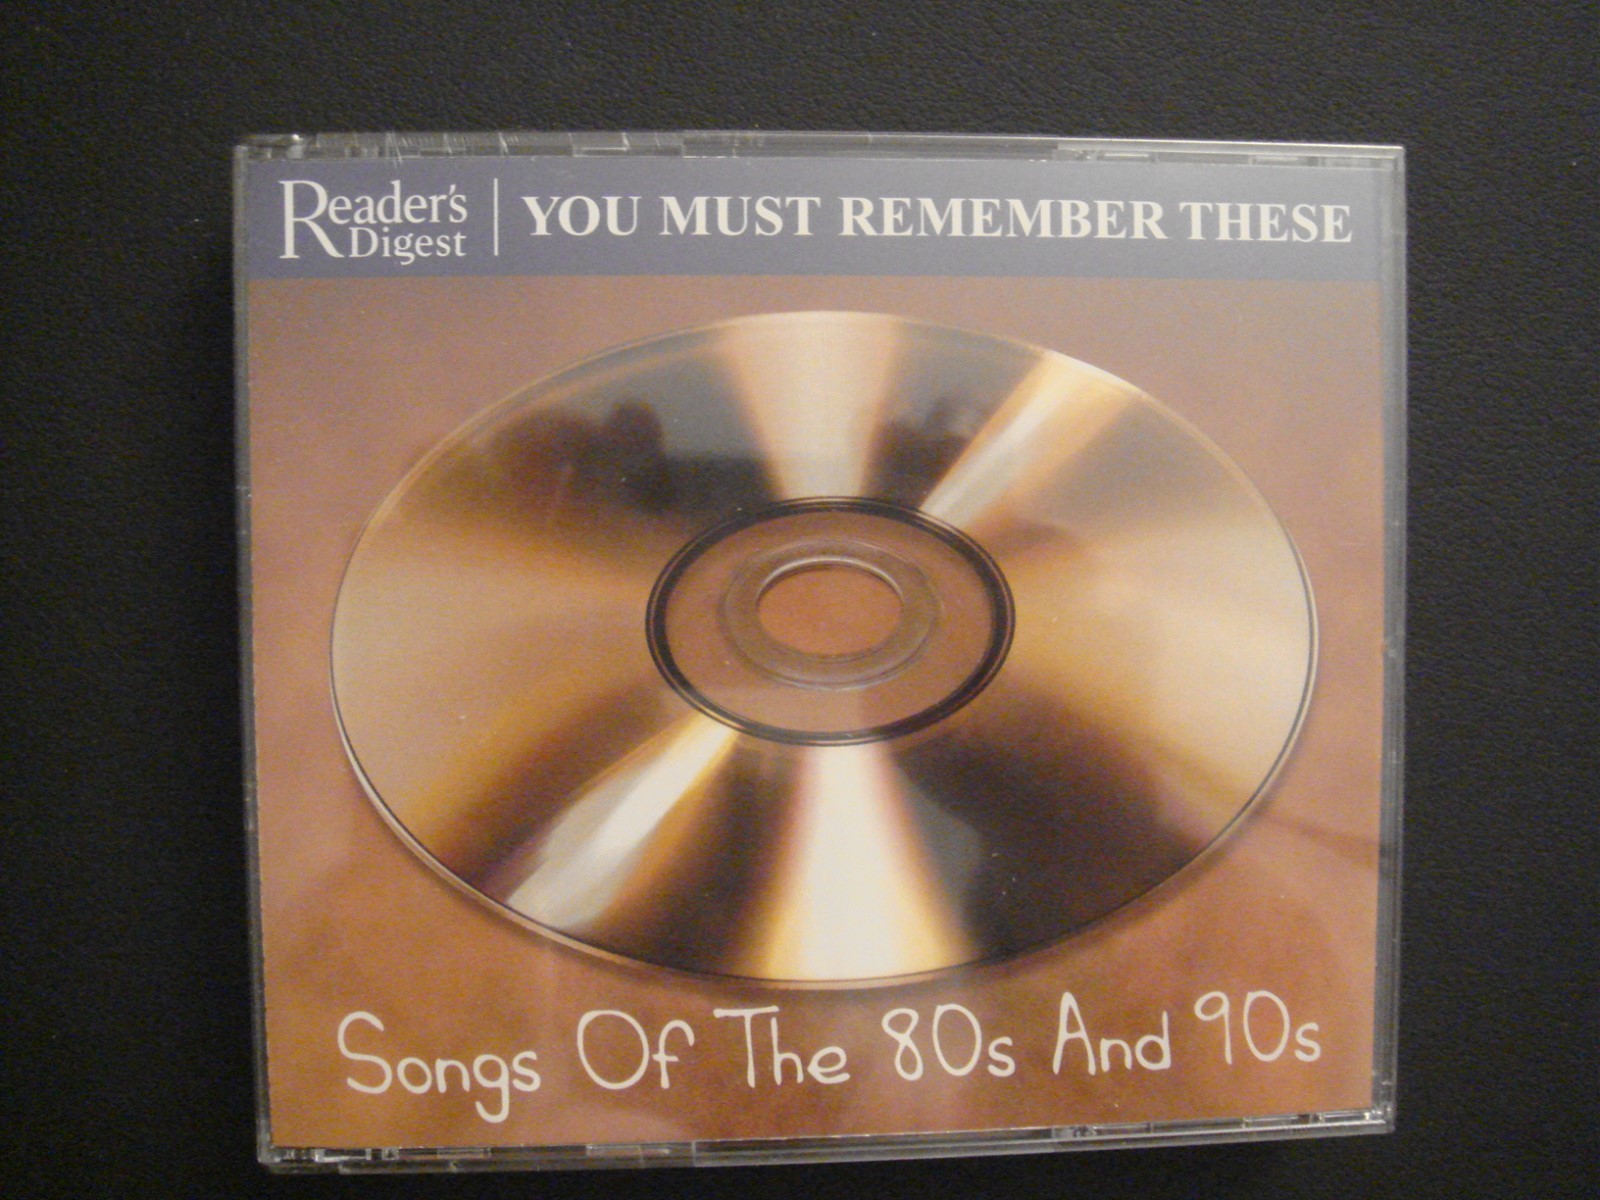 Reader's Digest
YOU MUST REMEMBER THESE
Songs Of The 80s And 90s